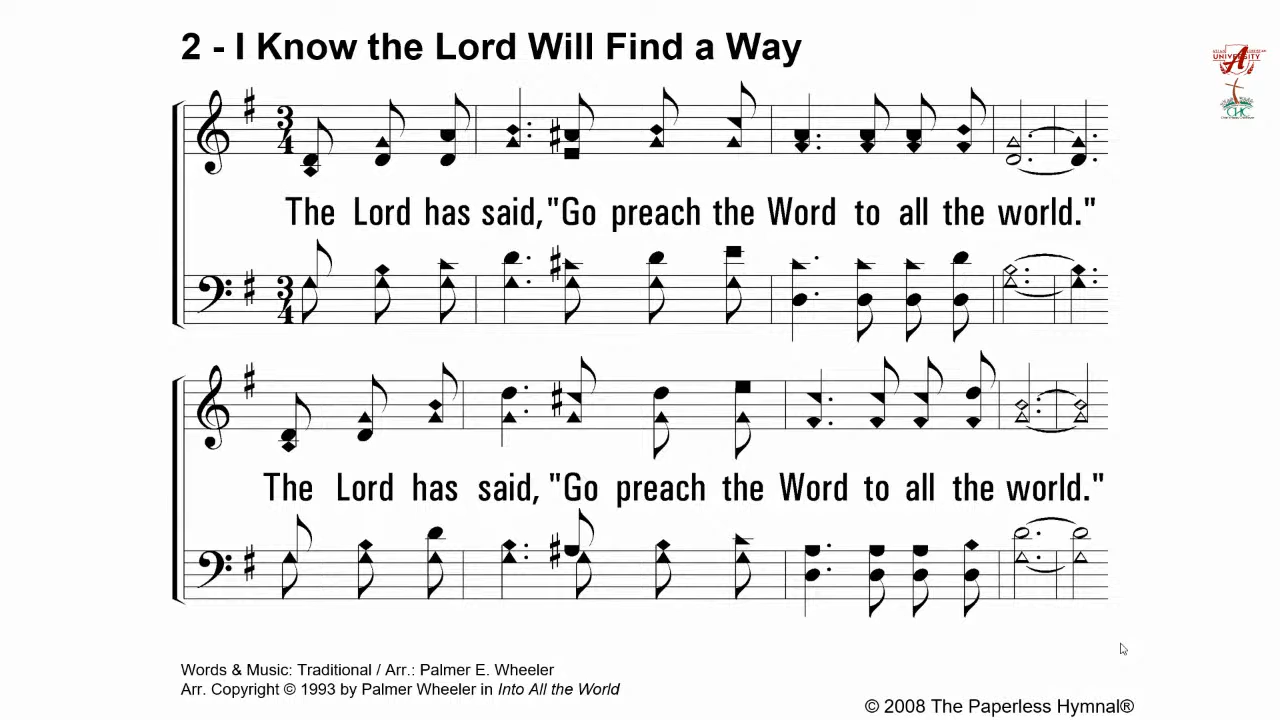 2 - I Know the Lord Will Find a Way
UNIVERSITY
CHC
The Lord has said, "Go preach the Word to all the world."
The Lord has said, "Go preach the Word to all the world."
Words & Music: Traditional / Arr.: Palmer E. Wheeler
Arr. Copyright © 1993 by Palmer Wheeler in Into All the World
© 2008 The Paperless Hymnal®